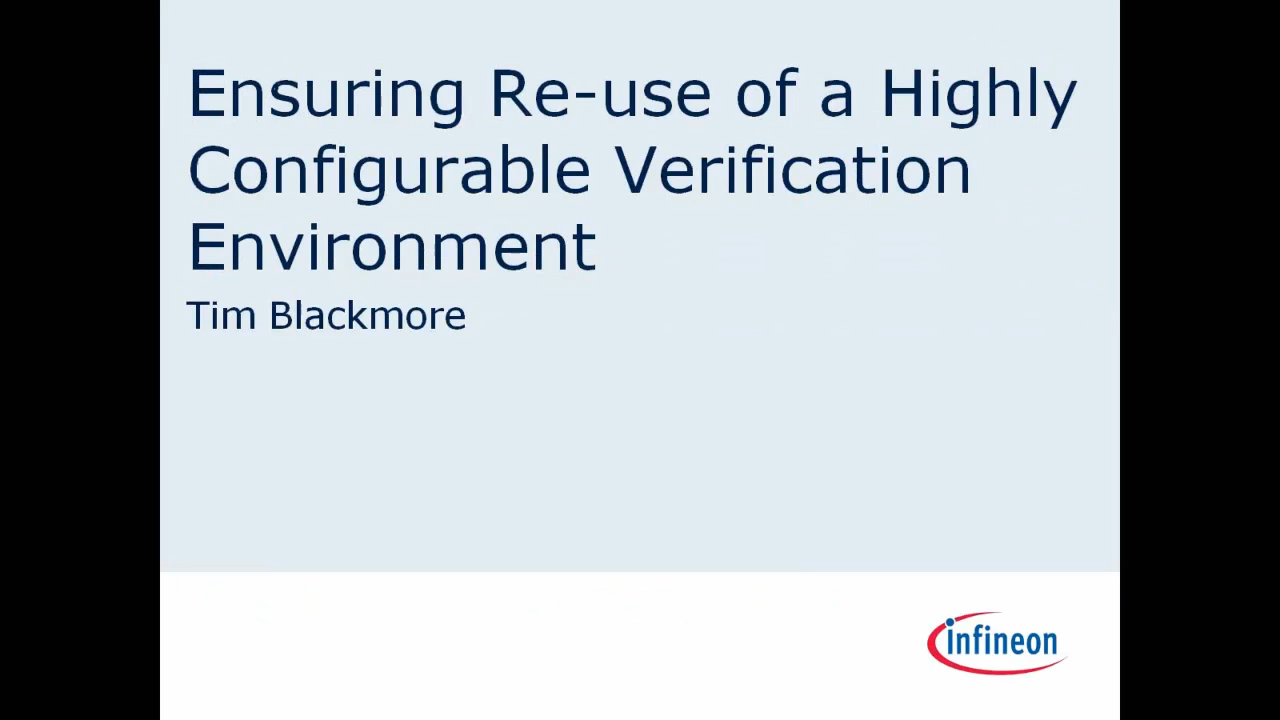 Ensuring Re-use of a Highly
Configurable Verification
Environment
Tim Blackmore
infineon